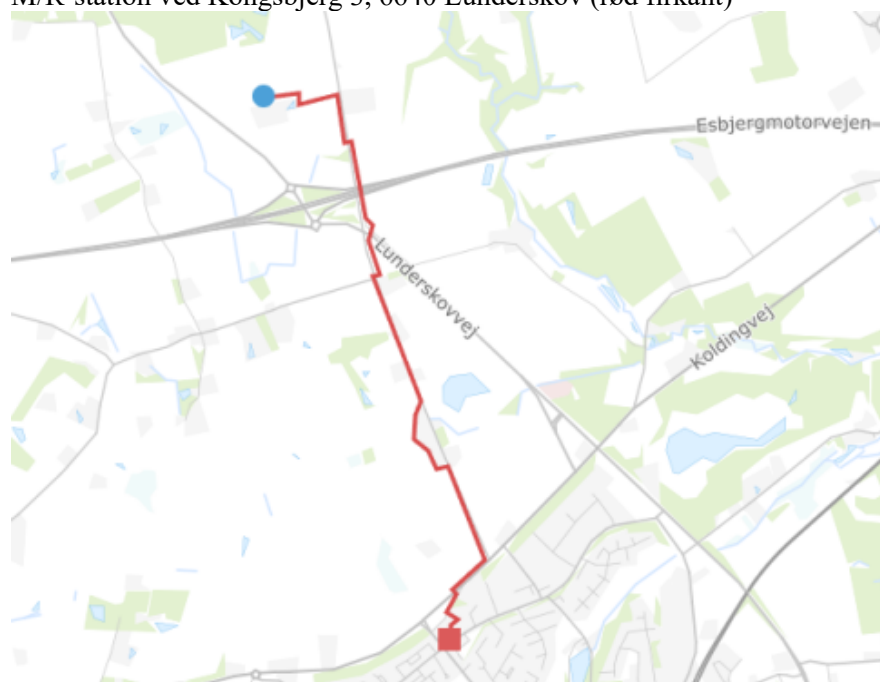 M/R-station ved Kongsbjerg 3, 6640 Lunderskov (rød firkant)
Esbjergmotorvejen
Lunderskovvej
Koldingvej